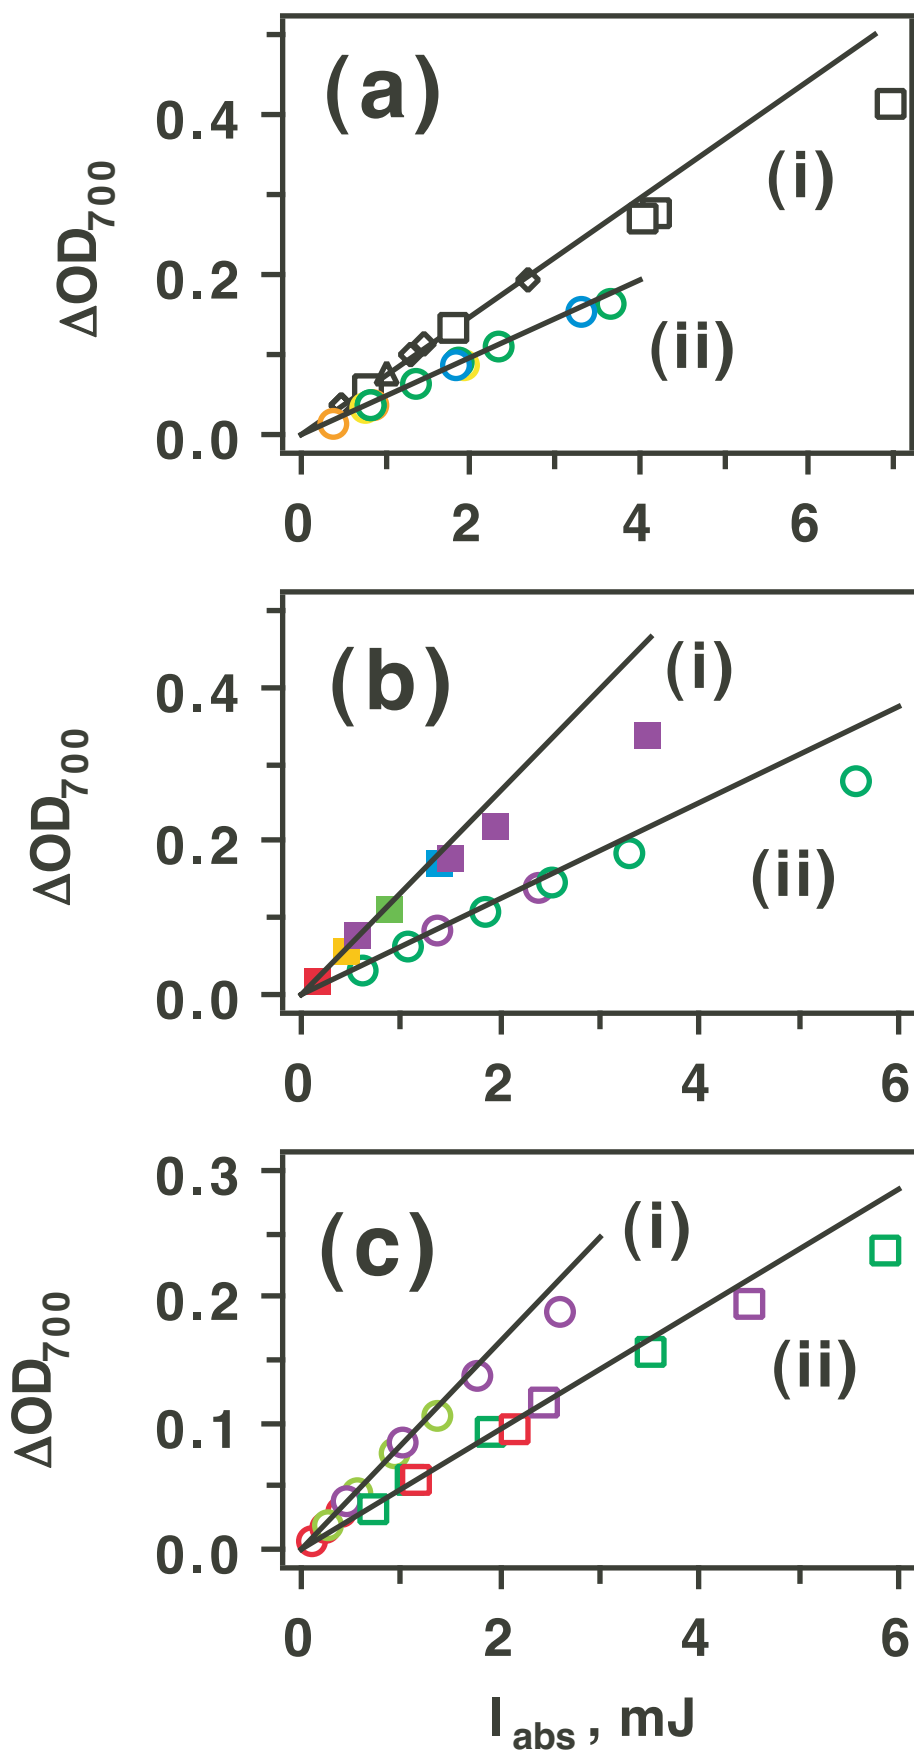 (a)
0.4
(i)
ΔOD700
0.2
(ii)
0.0
0 2 4 6
(b)
(i)
0.4
ΔOD700
0.2
(ii)
0.0
0 2 4 6
0.3
(c)
(i)
0.2
ΔOD700
(ii)
0.1
0.0
0 2 4 6
I abs , mJ